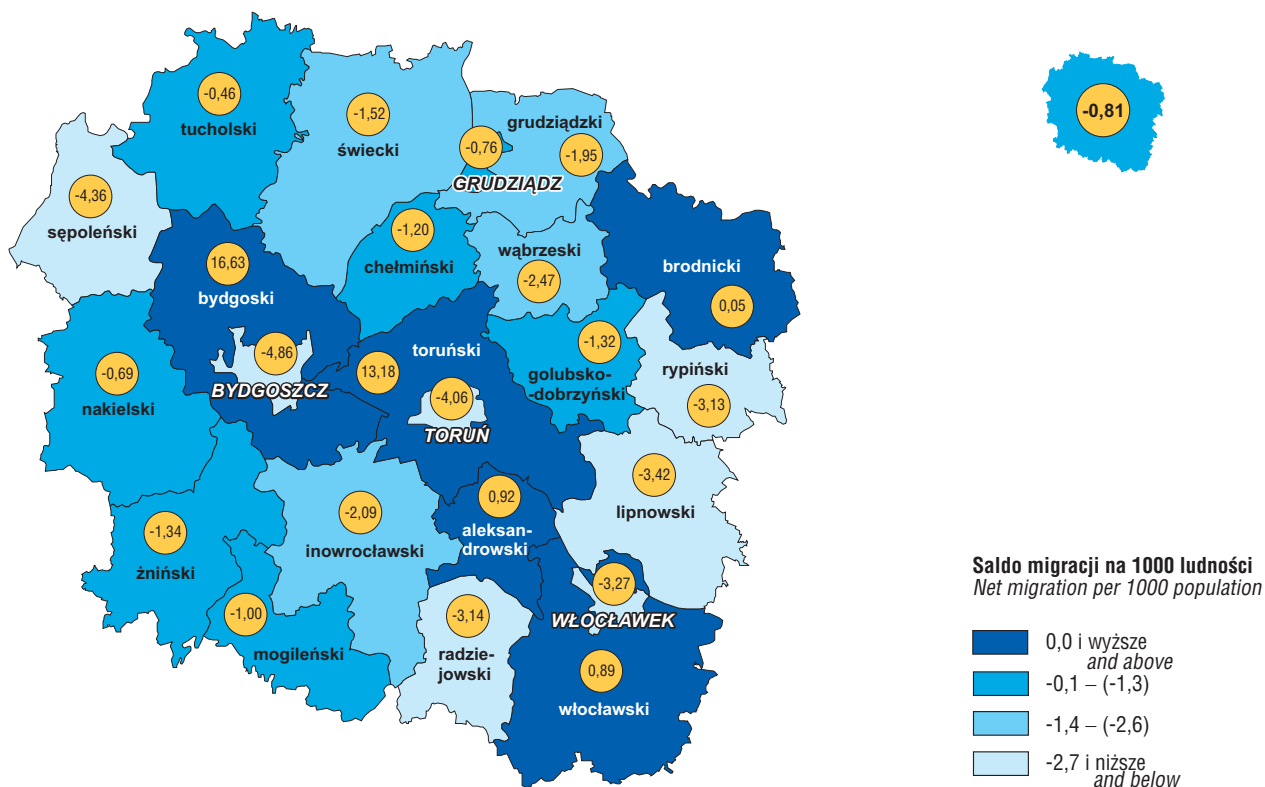 -0,46
tucholski
-1,52
świecki
grudziądzki
-0,76
-1,95
GRUDZIĄDZ
-0,81
-4,36
sępoleński
-1,20
chełmiński
wąbrzeski
-2,47
brodnicki
0,05
16,63
bydgoski
-4,86
BYDGOSZCZ
toruński
13,18
-4,06
TORUŃ
-1,32
golubsko-
-dobrzyński
rypiński
-3,13
-0,69
nakielski
-3,42
lipnowski
0,92
aleksan-
drowski
-2,09
inowrocławski
-1,34
żniński
-1,00
mogileński
-3,14
radzie-
jowski
-3,27
WŁOCŁAWEK
0,89
włocławski
Saldo migracji na 1000 ludności
Net migration per 1000 population
0,0 i wyższe
and above
-0,1 – (-1,3)
-1,4 – (-2,6)
-2,7 i niższe
and below